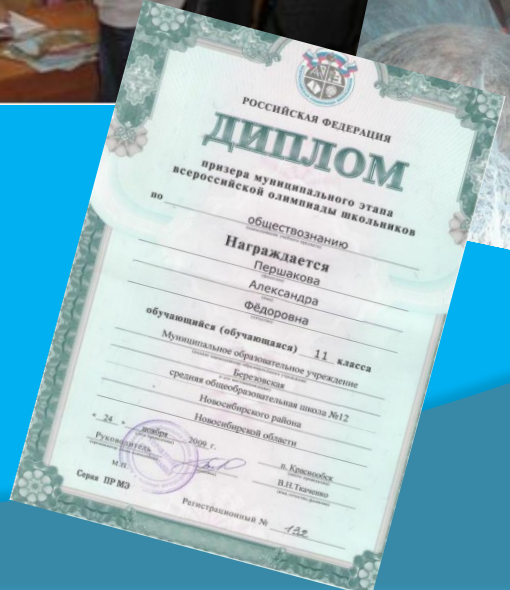 РОССИЙСКАЯ ФЕДЕРАЦИЯ
ДИПЛОМ
призера муниципального этапа
всероссийской олимпиады школьников
по обществознанию
Награждается
Першакова
Александра
Фёдоровна
обучающийся (обучающаяся) 11 класса
Муниципальное образовательное учреждение
Березовская
средняя общеобразовательная школа №12
Новосибирского района
Новосибирской области
" 24 " ноября 2009 г.
Руководитель
п. Краснообск
М.П.
В.Н.Ткаченко
Серия ПР МЭ
Регистрационный № 132